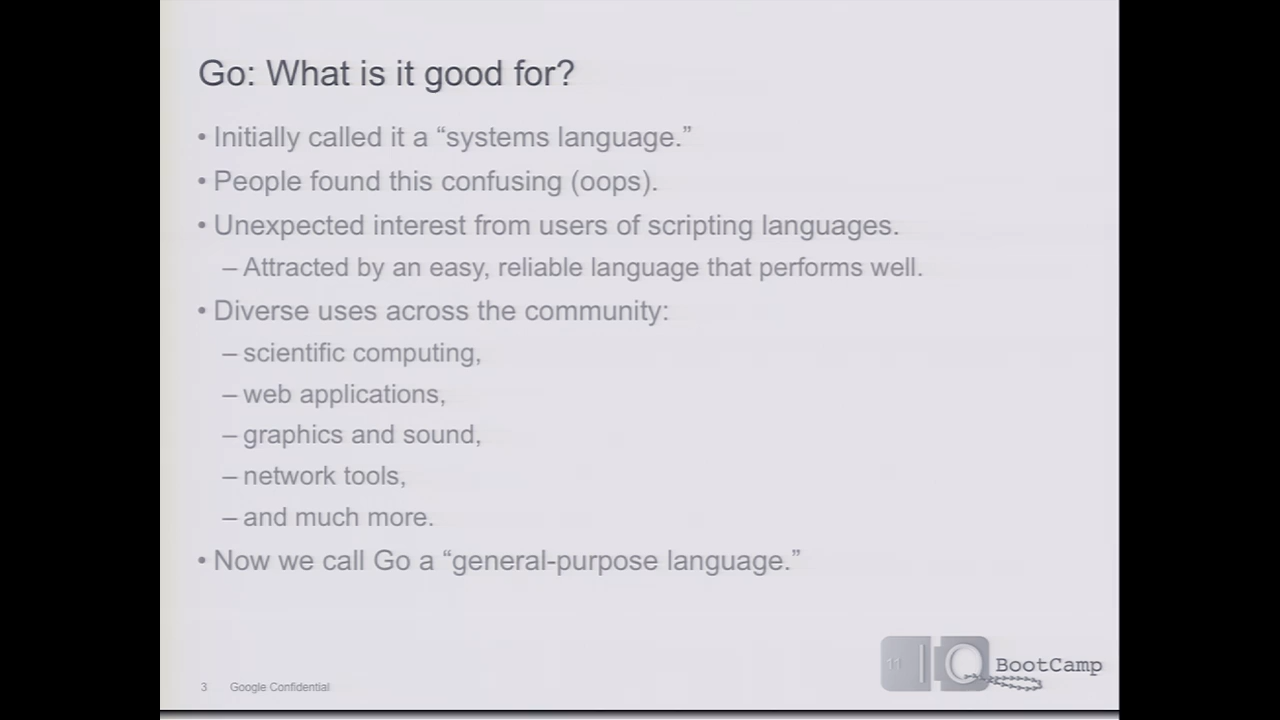 Go: What is it good for?
• Initially called it a “systems language.”
• People found this confusing (oops).
• Unexpected interest from users of scripting languages.
– Attracted by an easy, reliable language that performs well.
• Diverse uses across the community:
– scientific computing,
– web applications,
– graphics and sound,
– network tools,
– and much more.
• Now we call Go a “general-purpose language.”
11 IO BootCamp
3 Google Confidential